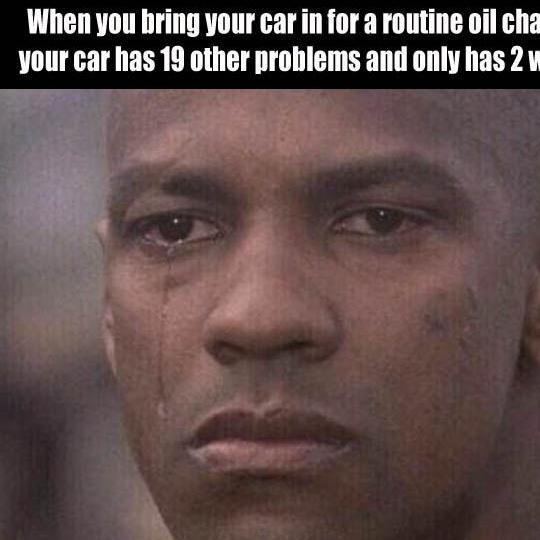 When you bring your car in for a routine oil cha
your car has 19 other problems and only has 2 w